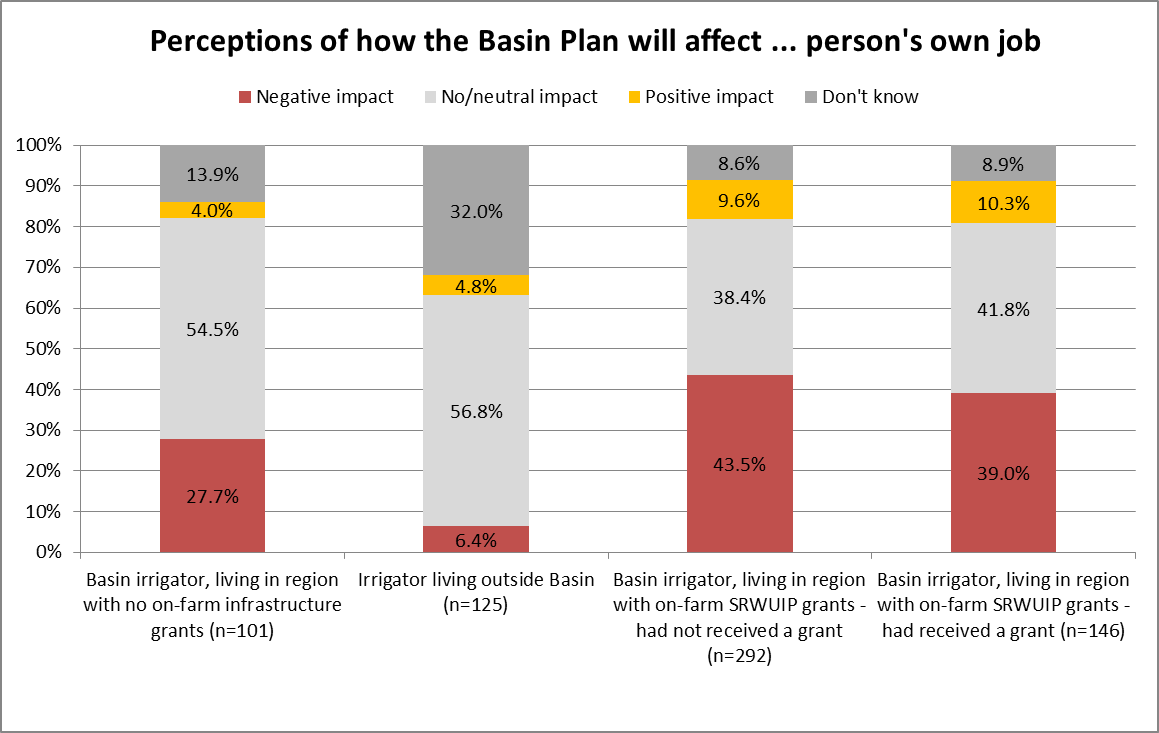 Perceptions of how the Basin Plan will affect ... person's own job
Negative impact No/neutral impact Positive impact Don't know
100%
90%
80%
70%
60%
50%
40%
30%
20%
10%
0%
13.9%
4.0%
54.5%
27.7%
32.0%
4.8%
56.8%
6.4%
8.6%
9.6%
38.4%
43.5%
8.9%
10.3%
41.8%
39.0%
Basin irrigator, living in region
with no on-farm infrastructure
grants (n=101)
Irrigator living outside Basin
(n=125)
Basin irrigator, living in region
with on-farm SRWUIP grants -
had not received a grant
(n=292)
Basin irrigator, living in region
with on-farm SRWUIP grants -
had received a grant (n=146)